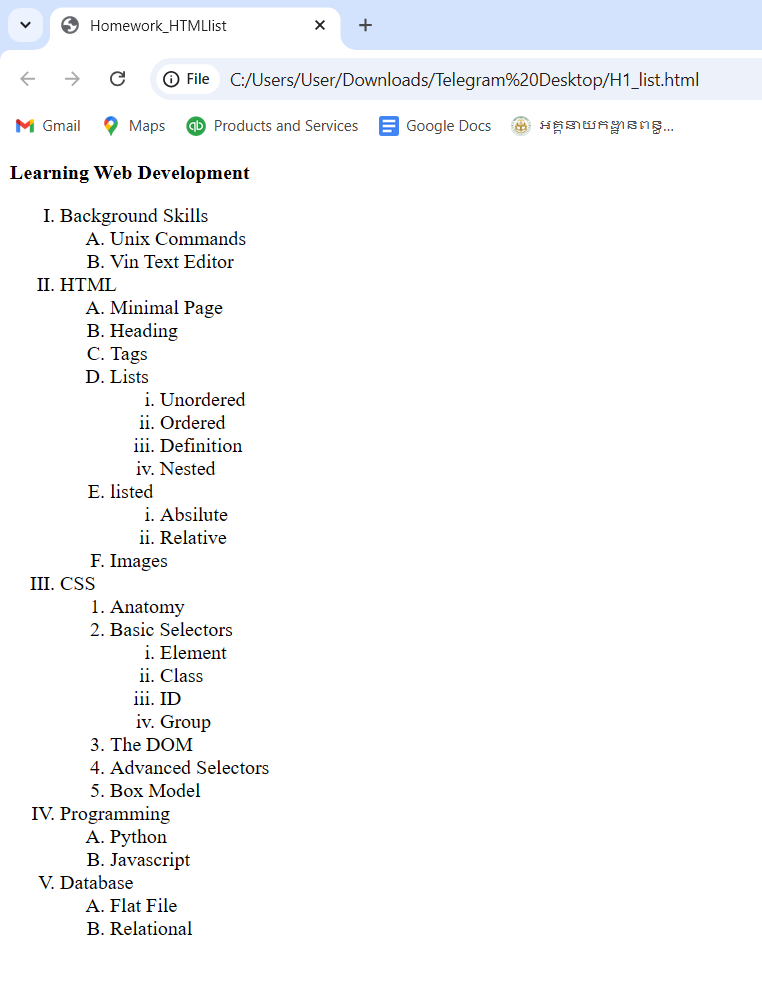 Homework_HTMlist
File C:/Users/User/Downloads/Telegram%20Desktop/H1_list.html
Gmail Maps Products and Services Google Docs អគ្គនាយកដ្ឋានពន្ធ...
Learning Web Development
I. Background Skills
A. Unix Commands
B. Vin Text Editor
II. HTML
A. Minimal Page
B. Heading
C. Tags
D. Lists
i. Unordered
ii. Ordered
iii. Definition
iv. Nested
E. listed
i. Absilute
ii. Relative
F. Images
III. CSS
1. Anatomy
2. Basic Selectors
i. Element
ii. Class
iii. ID
iv. Group
3. The DOM
4. Advanced Selectors
5. Box Model
IV. Programming
A. Python
B. Javascript
V. Database
A. Flat File
B. Relational